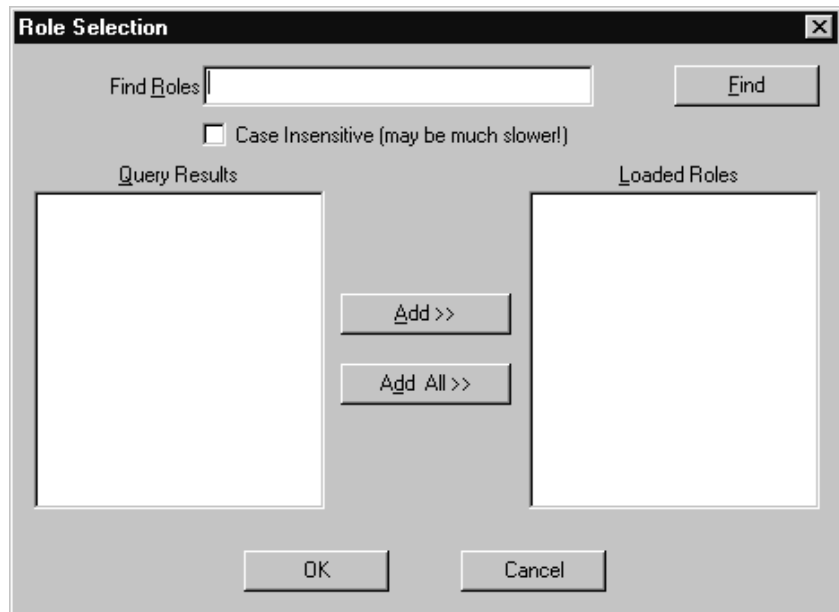 Role Selection
Find Roles
Find
Case Insensitive (may be much slower!)
Query Results
Loaded Roles
Add >>
Add All >>
OK
Cancel